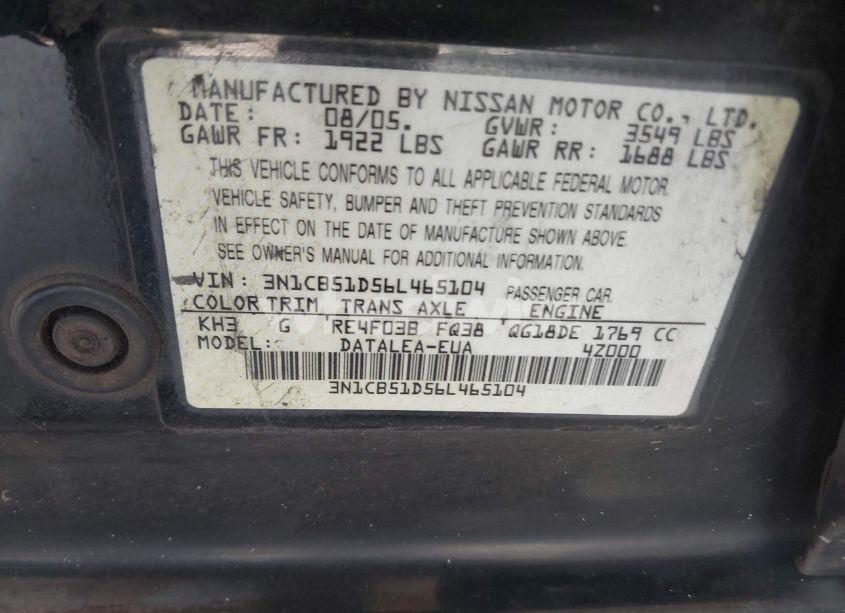 MANUFACTURED BY NISSAN MOTOR CO., LTD.
DATE: 08/05. GVWR: 3549 LBS
GAWR FR: 1922 LBS GAWR RR: 1688 LBS
THIS VEHICLE CONFORMS TO ALL APPLICABLE FEDERAL MOTOR
VEHICLE SAFETY, BUMPER AND THEFT PREVENTION STANDARDS
IN EFFECT ON THE DATE OF MANUFACTURE SHOWN ABOVE.
SEE OWNER'S MANUAL FOR ADDITIONAL INFORMATION.
VIN: 3N1CB51D56L465104 PASSENGER CAR
COLOR TRIM TRANS AXLE ENGINE
KH3 G RE4F03B FQ38 QG18DE 1769 CC
MODEL: DATALEA-EUA 4Z000
3N1CB51D56L465104